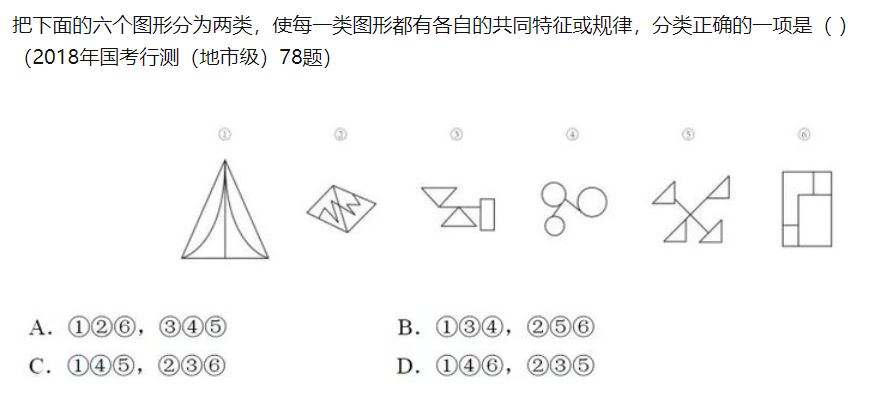 把下面的六个图形分为两类，使每一类图形都有各自的共同特征或规律，分类正确的一项是（ ）
（2018年国考行测（地市级）78题）
① ② ③ ④ ⑤ ⑥
A．①②⑥，③④⑤ B．①③④，②⑤⑥
C．①④⑤，②③⑥ D．①④⑥，②③⑤